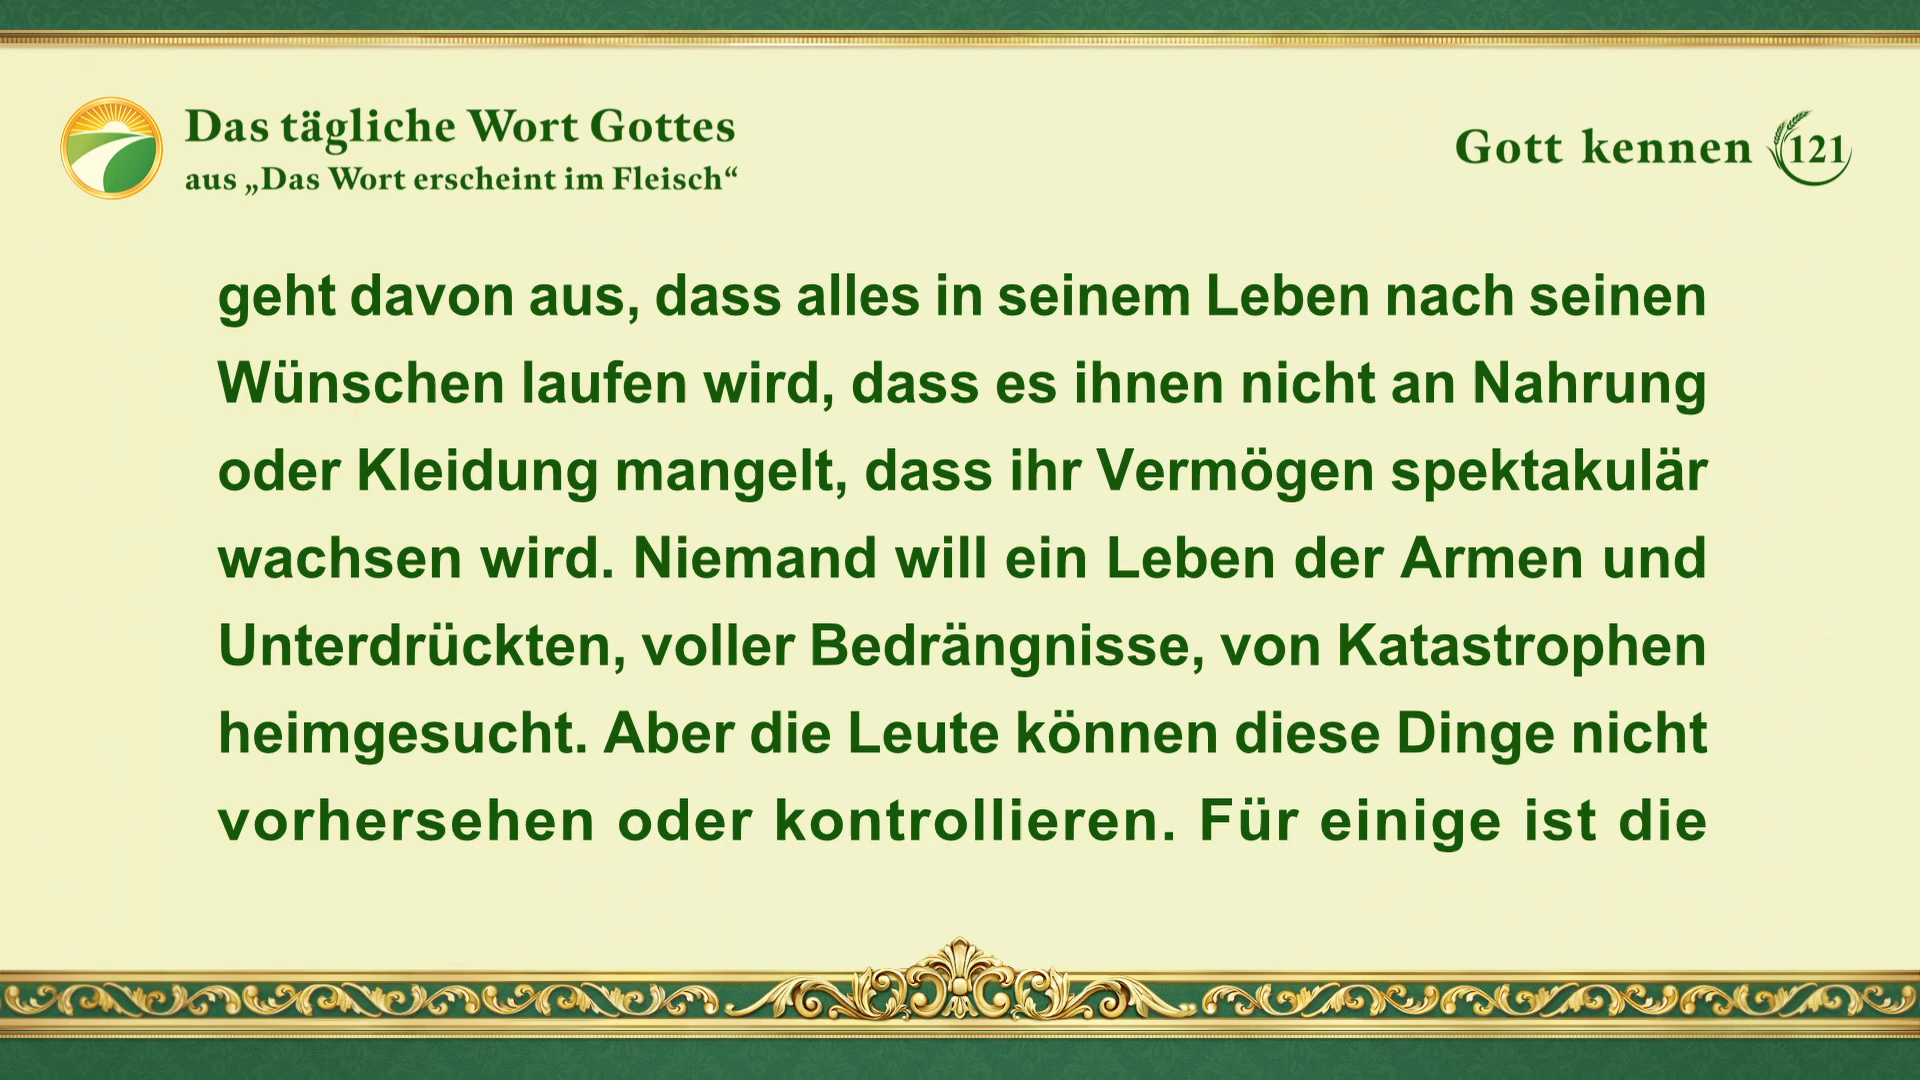 Das tägliche Wort Gottes
aus „Das Wort erscheint im Fleisch“
Gott kennen 121
geht davon aus, dass alles in seinem Leben nach seinen
Wünschen laufen wird, dass es ihnen nicht an Nahrung
oder Kleidung mangelt, dass ihr Vermögen spektakulär
wachsen wird. Niemand will ein Leben der Armen und
Unterdrückten, voller Bedrängnisse, von Katastrophen
heimgesucht. Aber die Leute können diese Dinge nicht
vorhersehen oder kontrollieren. Für einige ist die